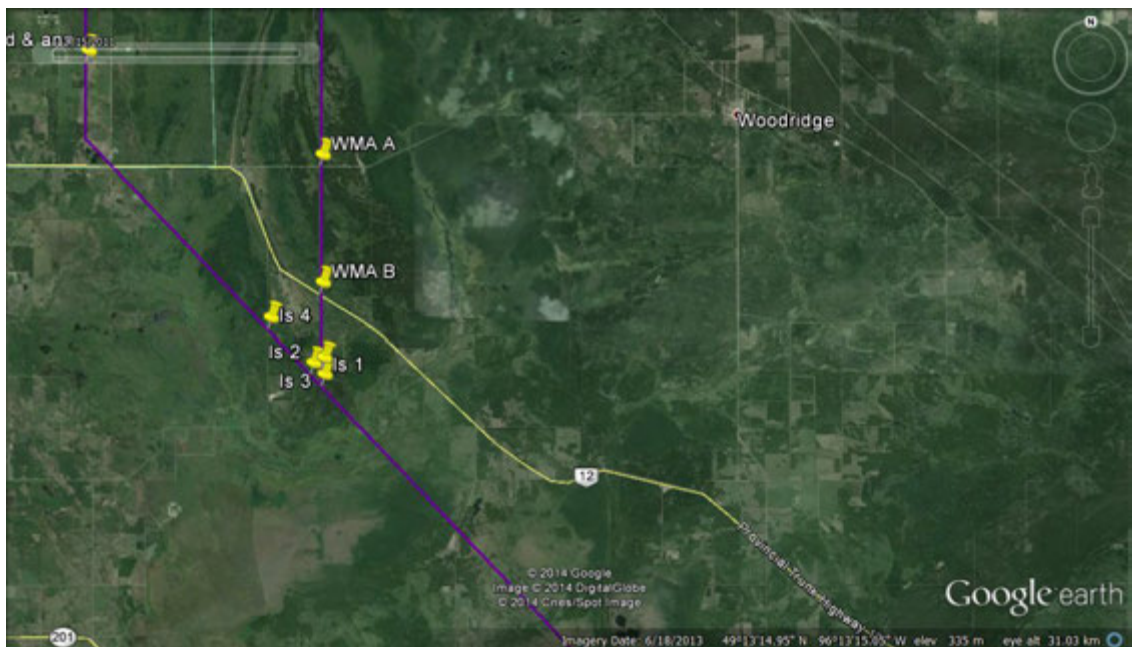 N
d & an
WMA A
Woodridge
WMA B
Is 4
Is 2
Is 1
Is 3
12
Provincial Trunk Highway
© 2014 Google
Image © 2014 DigitalGlobe
© 2014 Cnes/Spot Image
Google earth
201
Imagery Date: 6/18/2013 49°13'14.95" N 96°13'15.05" W elev 335 m eye alt 31.03 km